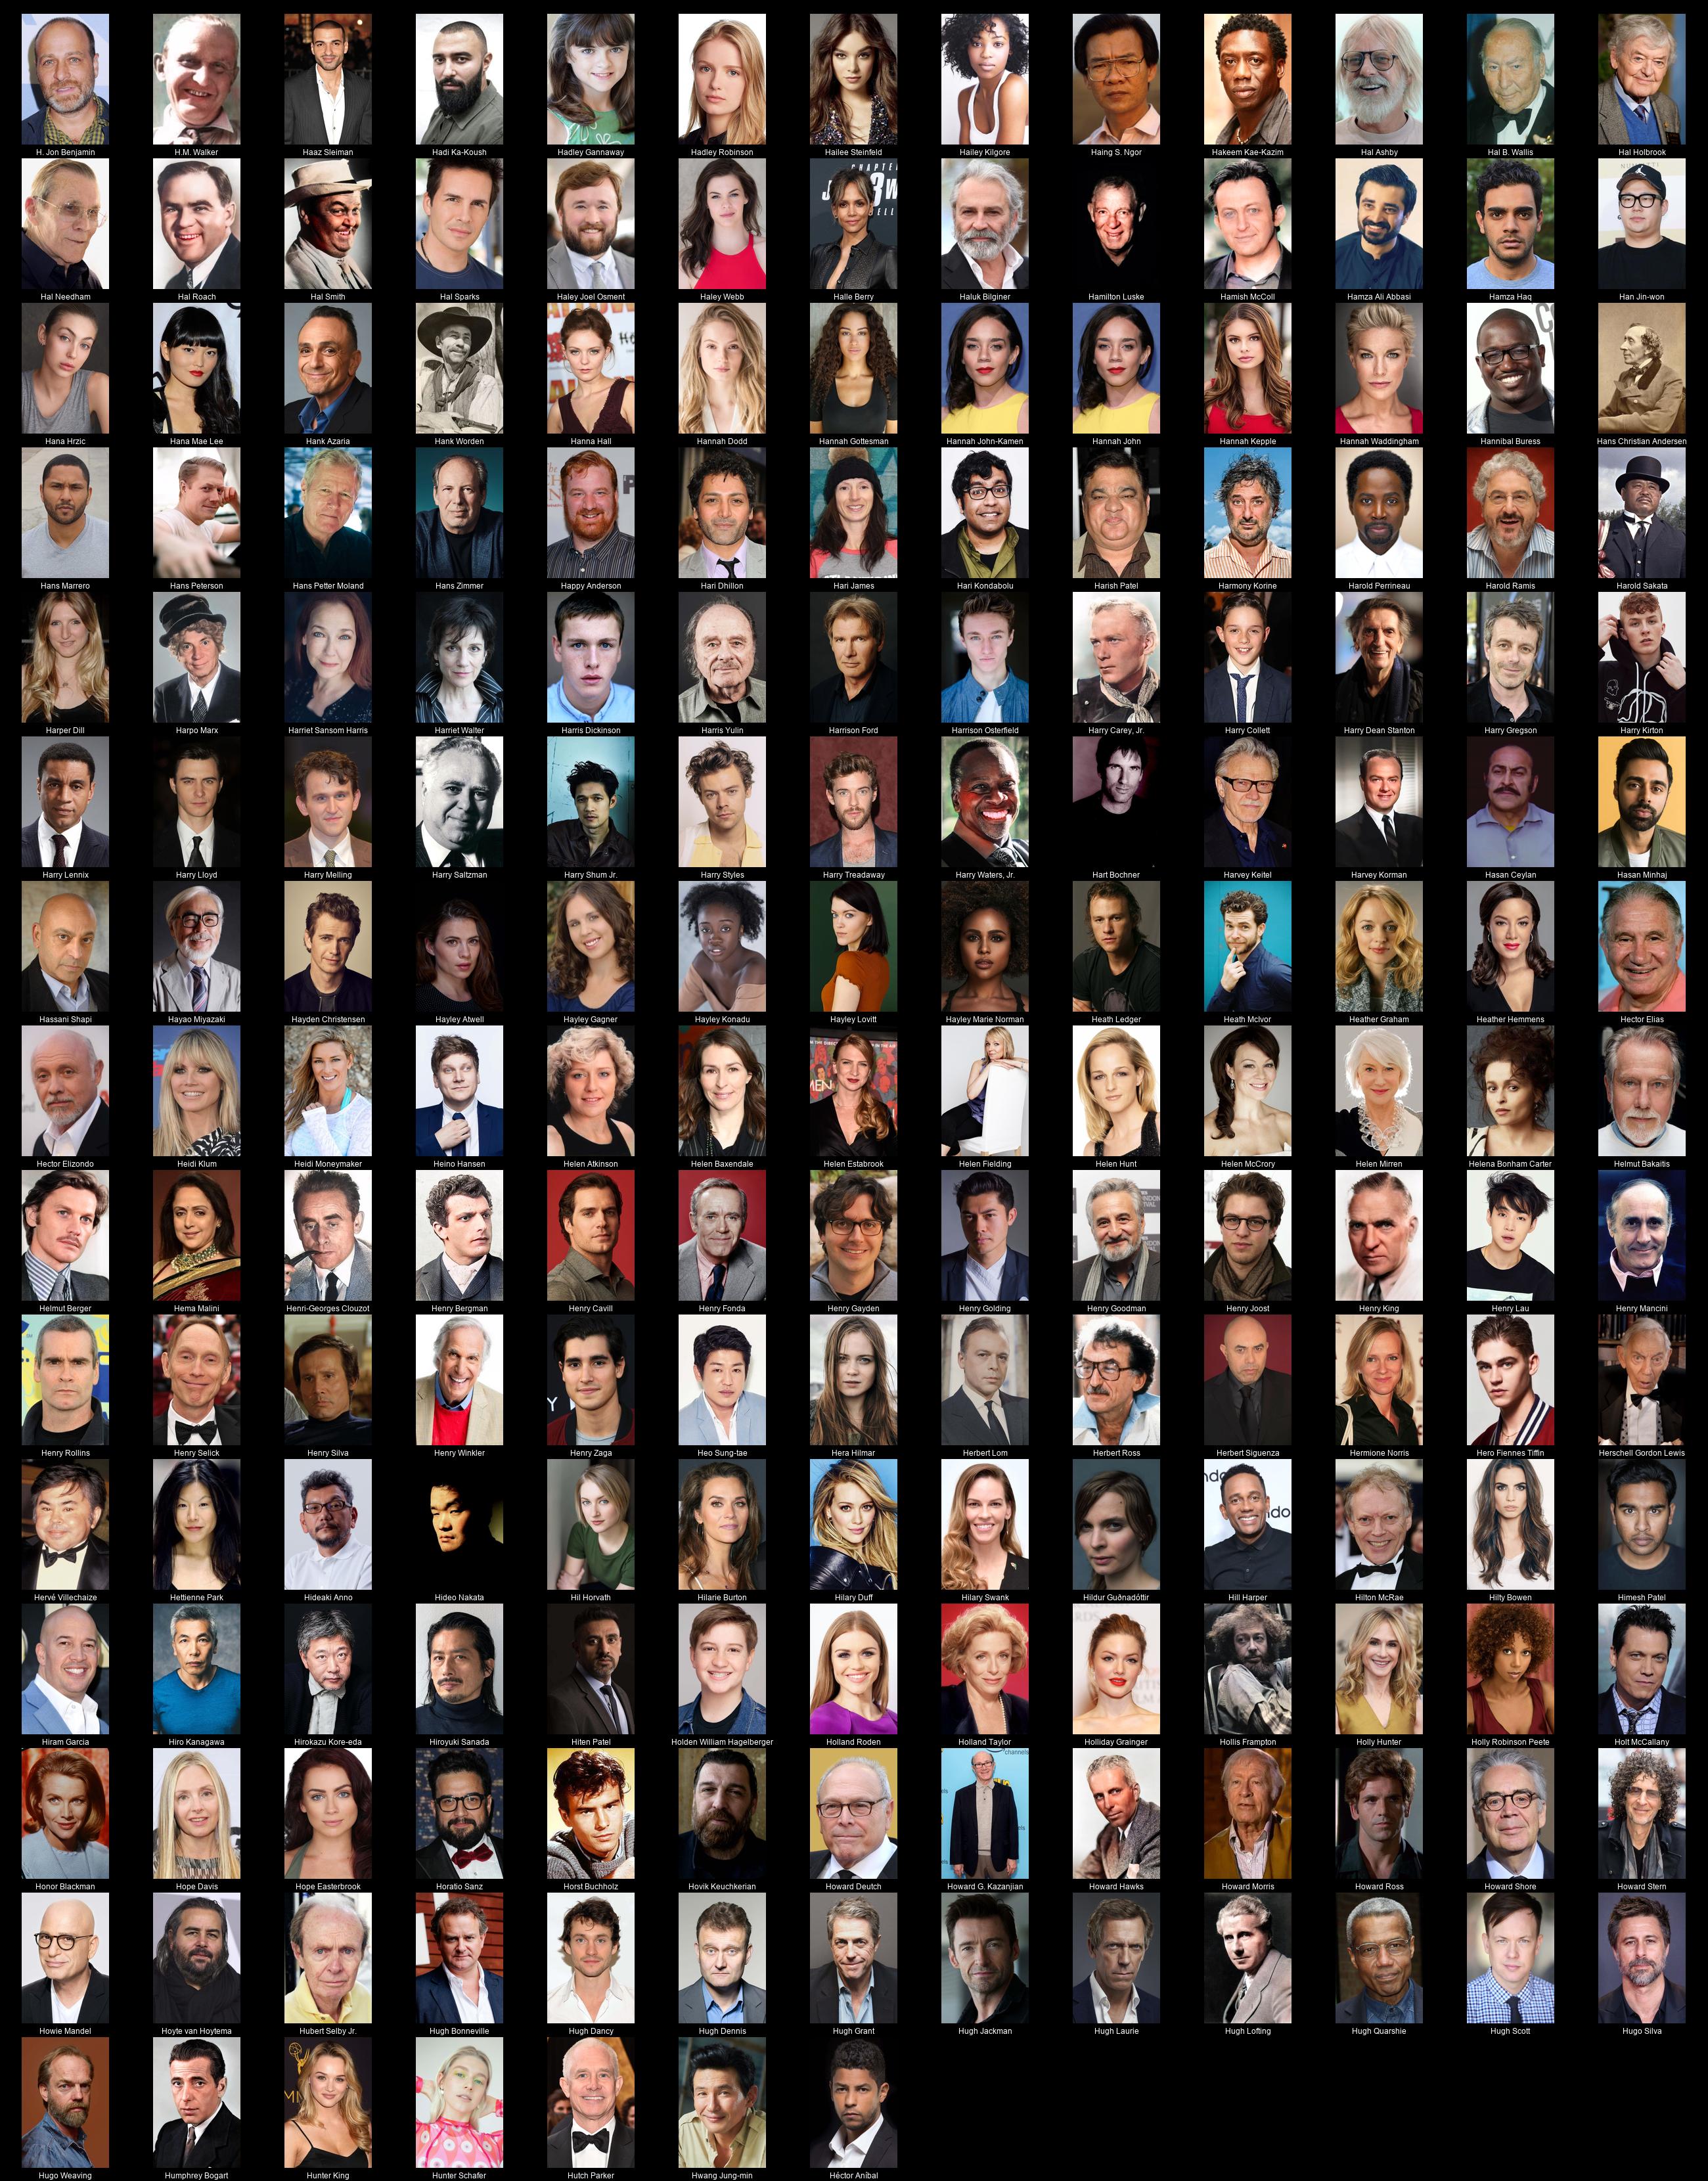 H. Jon Benjamin
H.M. Walker
Haaz Sleiman
Hadi Ka-Koush
Hadley Gannaway
Hadley Robinson
Hailee Steinfeld
Hailey Kilgore
Haing S. Ngor
Hakeem Kae-Kazim
Hal Ashby
Hal B. Wallis
Hal Holbrook
Hal Needham
Hal Roach
Hal Smith
Hal Sparks
Haley Joel Osment
Haley Webb
Halle Berry
Haluk Bilginer
Hamilton Luske
Hamish McColl
Hamza Ali Abbasi
Hamza Haq
Han Jin-won
Hana Hrzic
Hana Mae Lee
Hank Azaria
Hank Worden
Hanna Hall
Hannah Dodd
Hannah Gottesman
Hannah John-Kamen
Hannah John
Hannah Kepple
Hannah Waddingham
Hannibal Buress
Hans Christian Andersen
Hans Marrero
Hans Peterson
Hans Petter Moland
Hans Zimmer
Happy Anderson
Hari Dhillon
Hari James
Hari Kondabolu
Harish Patel
Harmony Korine
Harold Perrineau
Harold Ramis
Harold Sakata
Harper Dill
Harpo Marx
Harriet Sansom Harris
Harriet Walter
Harris Dickinson
Harris Yulin
Harrison Ford
Harrison Osterfield
Harry Carey, Jr.
Harry Collett
Harry Dean Stanton
Harry Gregson
Harry Kirton
Harry Lennix
Harry Lloyd
Harry Melling
Harry Saltzman
Harry Shum Jr.
Harry Styles
Harry Treadaway
Harry Waters, Jr.
Hart Bochner
Harvey Keitel
Harvey Korman
Hasan Ceylan
Hasan Minhaj
Hassani Shapi
Hayao Miyazaki
Hayden Christensen
Hayley Atwell
Hayley Gagner
Hayley Konadu
Hayley Lovitt
Hayley Marie Norman
Heath Ledger
Heath McIvor
Heather Graham
Heather Hemmens
Hector Elias
Hector Elizondo
Heidi Klum
Heidi Moneymaker
Heino Hansen
Helen Atkinson
Helen Baxendale
Helen Estabrook
Helen Fielding
Helen Hunt
Helen McCrory
Helen Mirren
Helena Bonham Carter
Helmut Bakaitis
Helmut Berger
Hema Malini
Henri-Georges Clouzot
Henry Bergman
Henry Cavill
Henry Fonda
Henry Gayden
Henry Golding
Henry Goodman
Henry Joost
Henry King
Henry Lau
Henry Mancini
Henry Rollins
Henry Selick
Henry Silva
Henry Winkler
Henry Zaga
Heo Sung-tae
Hera Hilmar
Herbert Lom
Herbert Ross
Herbert Siguenza
Hermione Norris
Hero Fiennes Tiffin
Herschell Gordon Lewis
Hervé Villechaize
Hettienne Park
Hideaki Anno
Hideo Nakata
Hil Horvath
Hilarie Burton
Hilary Duff
Hilary Swank
Hildur Guðnadóttir
Hill Harper
Hilton McRae
Hilty Bowen
Himesh Patel
Hiram Garcia
Hiro Kanagawa
Hirokazu Kore-eda
Hiroyuki Sanada
Hiten Patel
Holden William Hagelberger
Holland Roden
Holland Taylor
Holliday Grainger
Hollis Frampton
Holly Hunter
Holly Robinson Peete
Holt McCallany
Honor Blackman
Hope Davis
Hope Easterbrook
Horatio Sanz
Horst Buchholz
Hovik Keuchkerian
Howard Deutch
Howard G. Kazanjian
Howard Hawks
Howard Morris
Howard Ross
Howard Shore
Howard Stern
Howie Mandel
Hoyte van Hoytema
Hubert Selby Jr.
Hugh Bonneville
Hugh Dancy
Hugh Dennis
Hugh Grant
Hugh Jackman
Hugh Laurie
Hugh Lofting
Hugh Quarshie
Hugh Scott
Hugo Silva
Hugo Weaving
Humphrey Bogart
Hunter King
Hunter Schafer
Hutch Parker
Hwang Jung-min
Héctor Aníbal